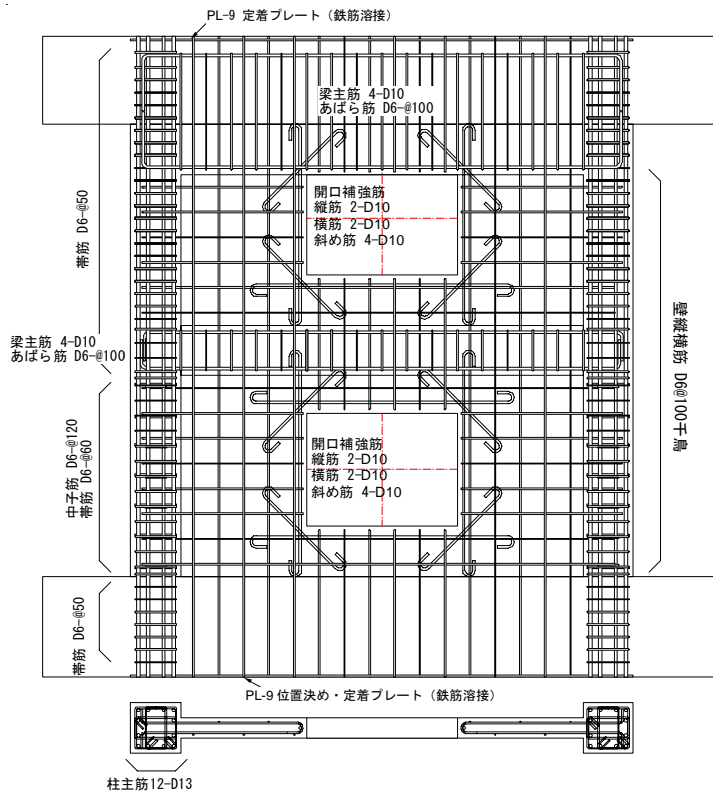 PL-9 定着プレート（鉄筋溶接）
梁主筋 4-D10
あばら筋 D6-@100
帯筋 D6-@50
開口補強筋
縦筋 2-D10
横筋 2-D10
斜め筋 4-D10
梁主筋 4-D10
あばら筋 D6-@100
壁縦横筋 D6@100千鳥
中子筋 D6-@120
帯筋 D6-@60
開口補強筋
縦筋 2-D10
横筋 2-D10
斜め筋 4-D10
帯筋 D6-@50
PL-9 位置決め・定着プレート（鉄筋溶接）
柱主筋12-D13